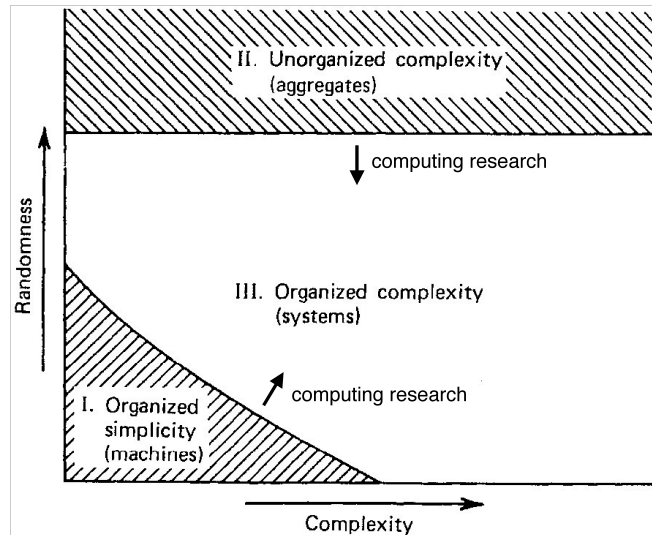 II. Unorganized complexity
(aggregates)
computing research
Randomness
III. Organized complexity
(systems)
computing research
I. Organized
simplicity
(machines)
Complexity